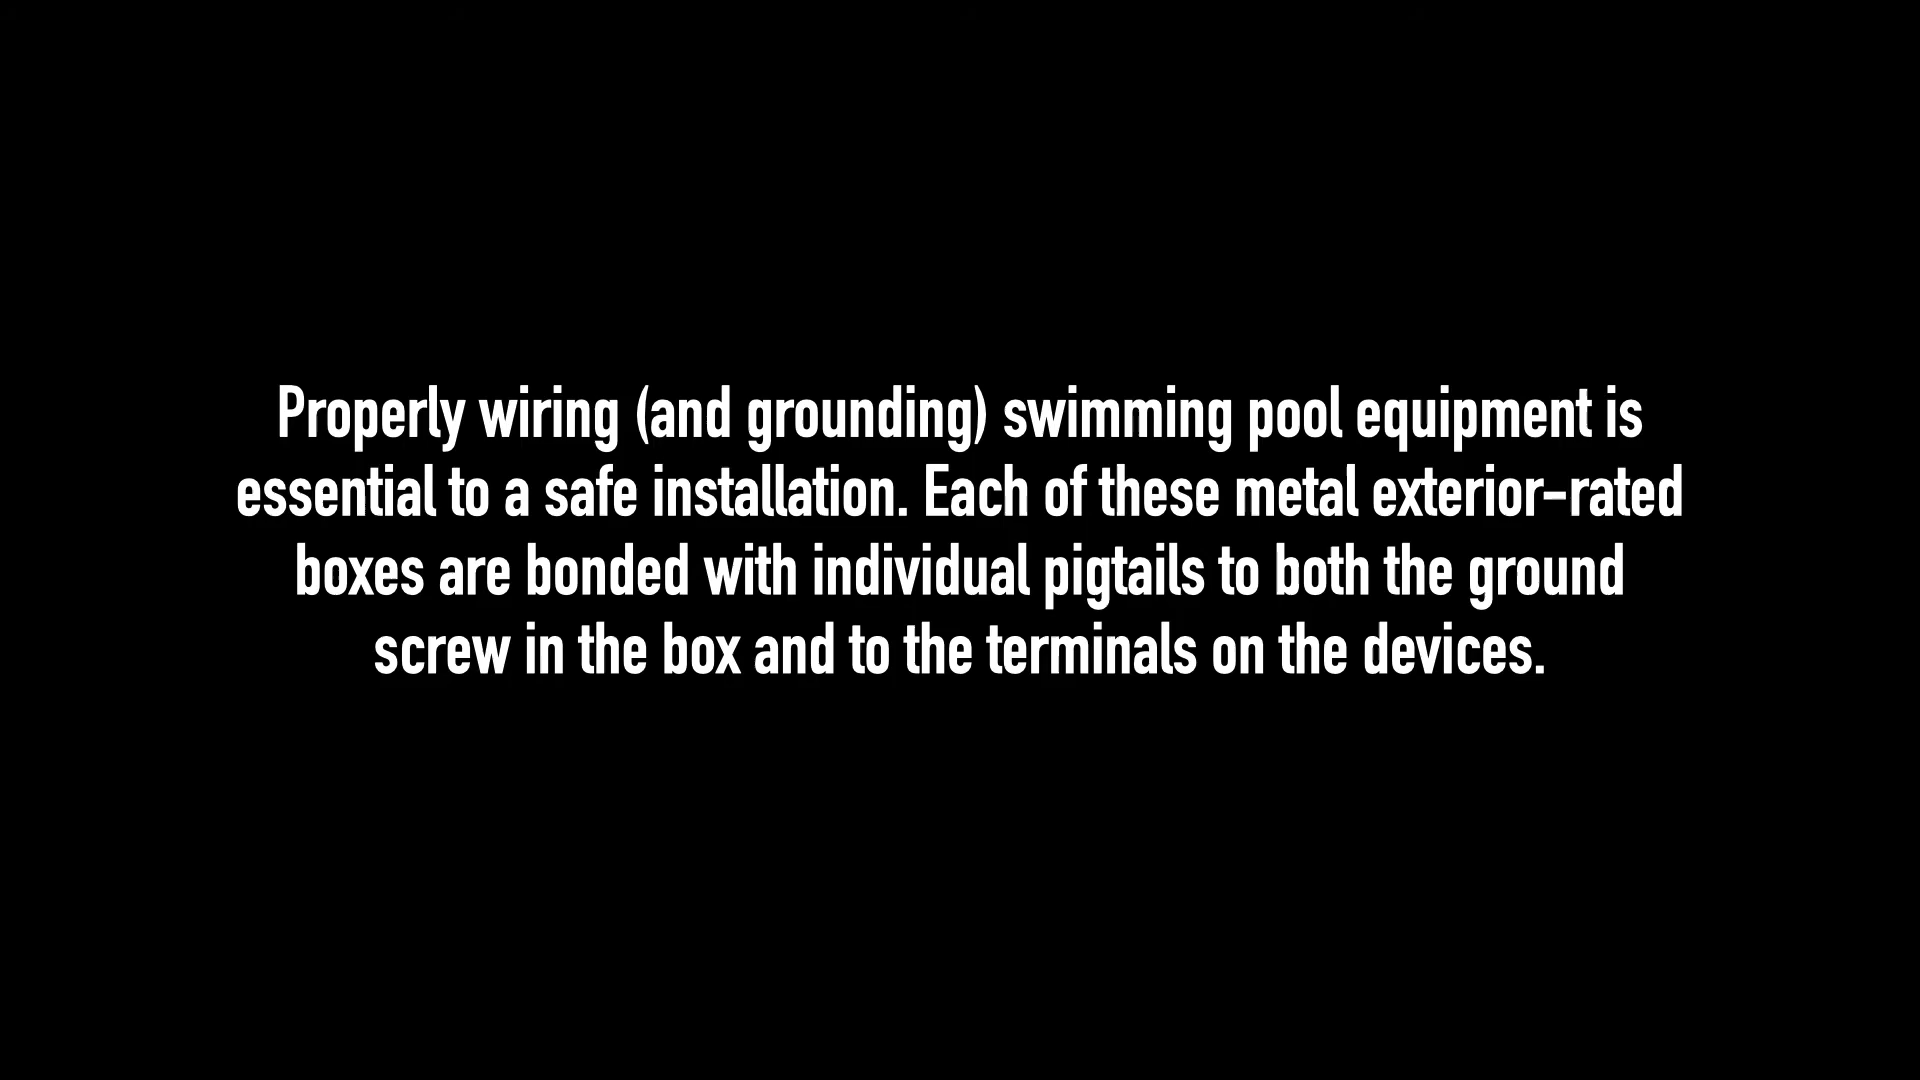 Properly wiring (and grounding) swimming pool equipment is
essential to a safe installation. Each of these metal exterior-rated
boxes are bonded with individual pigtails to both the ground
screw in the box and to the terminals on the devices.